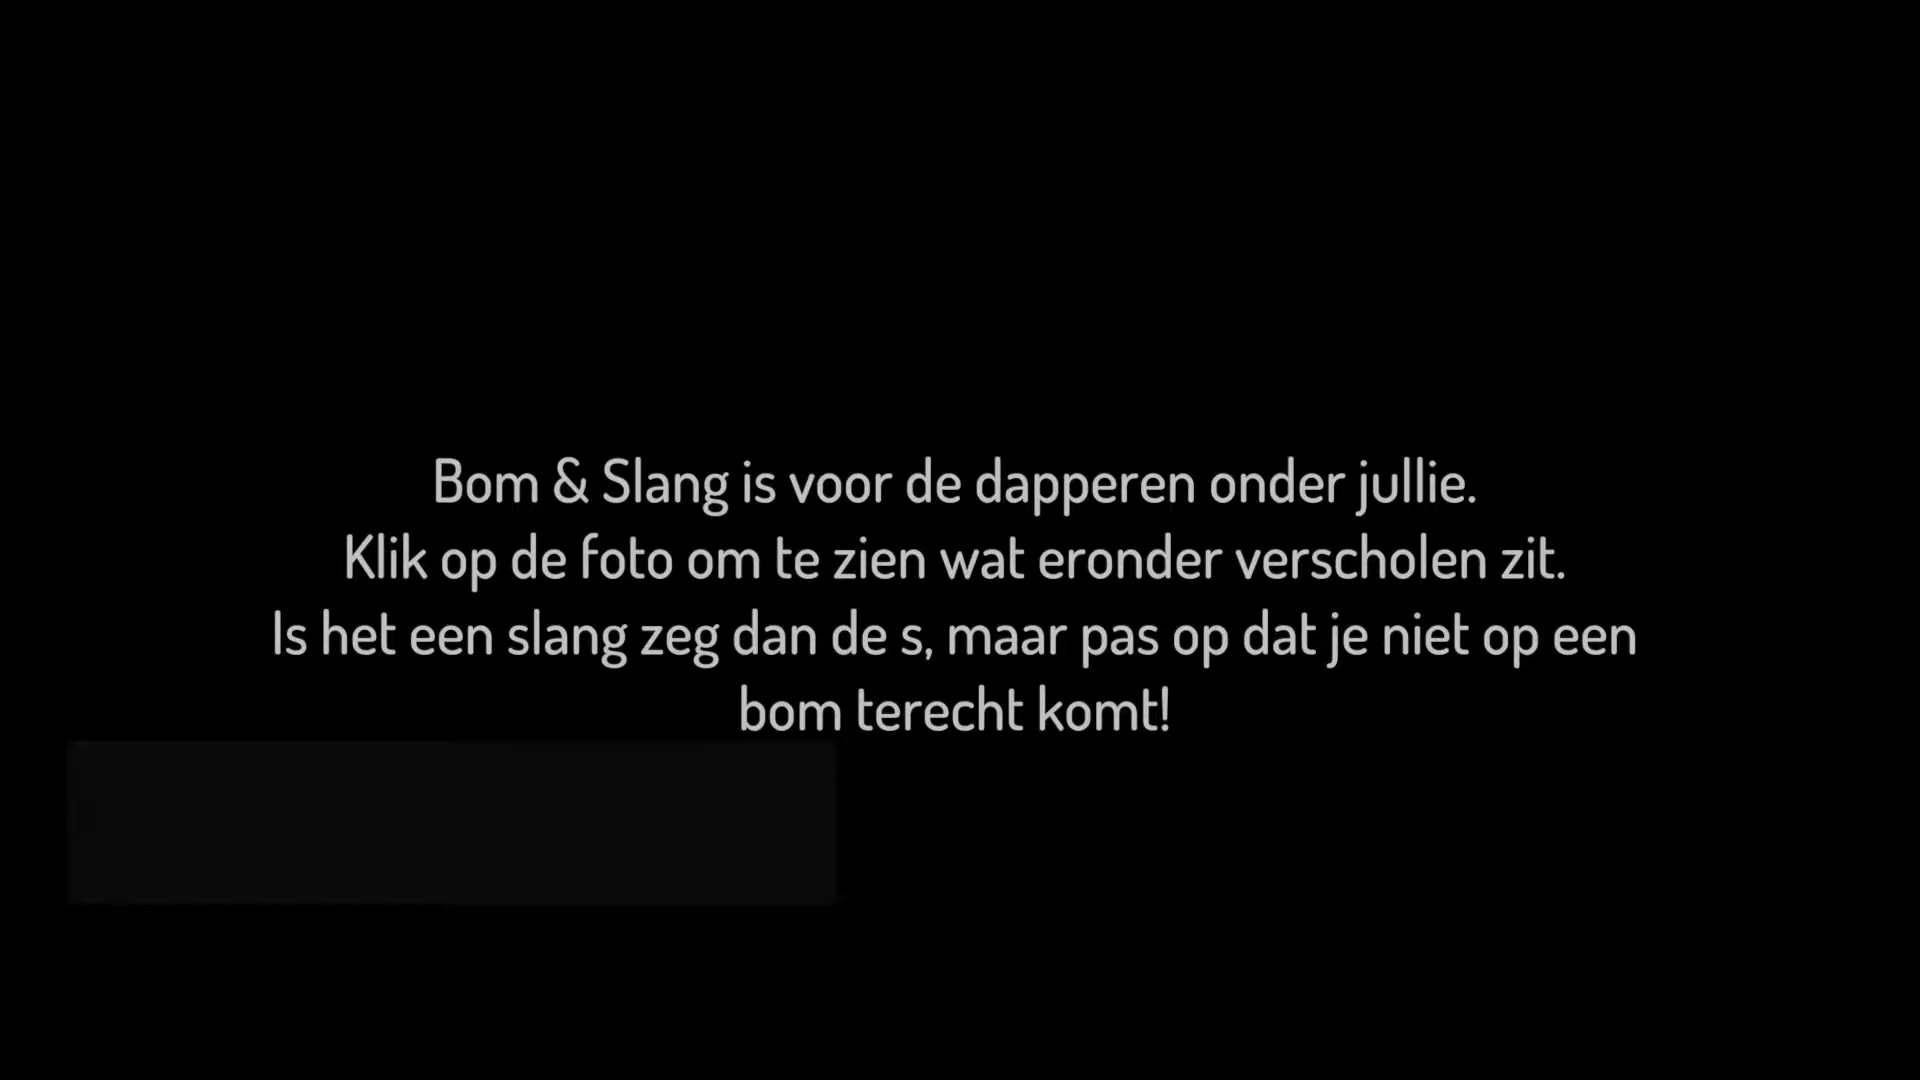 Bom & Slang is voor de dapperen onder jullie.
Klik op de foto om te zien wat eronder verscholen zit.
Is het een slang zeg dan de s, maar pas op dat je niet op een
bom terecht komt!